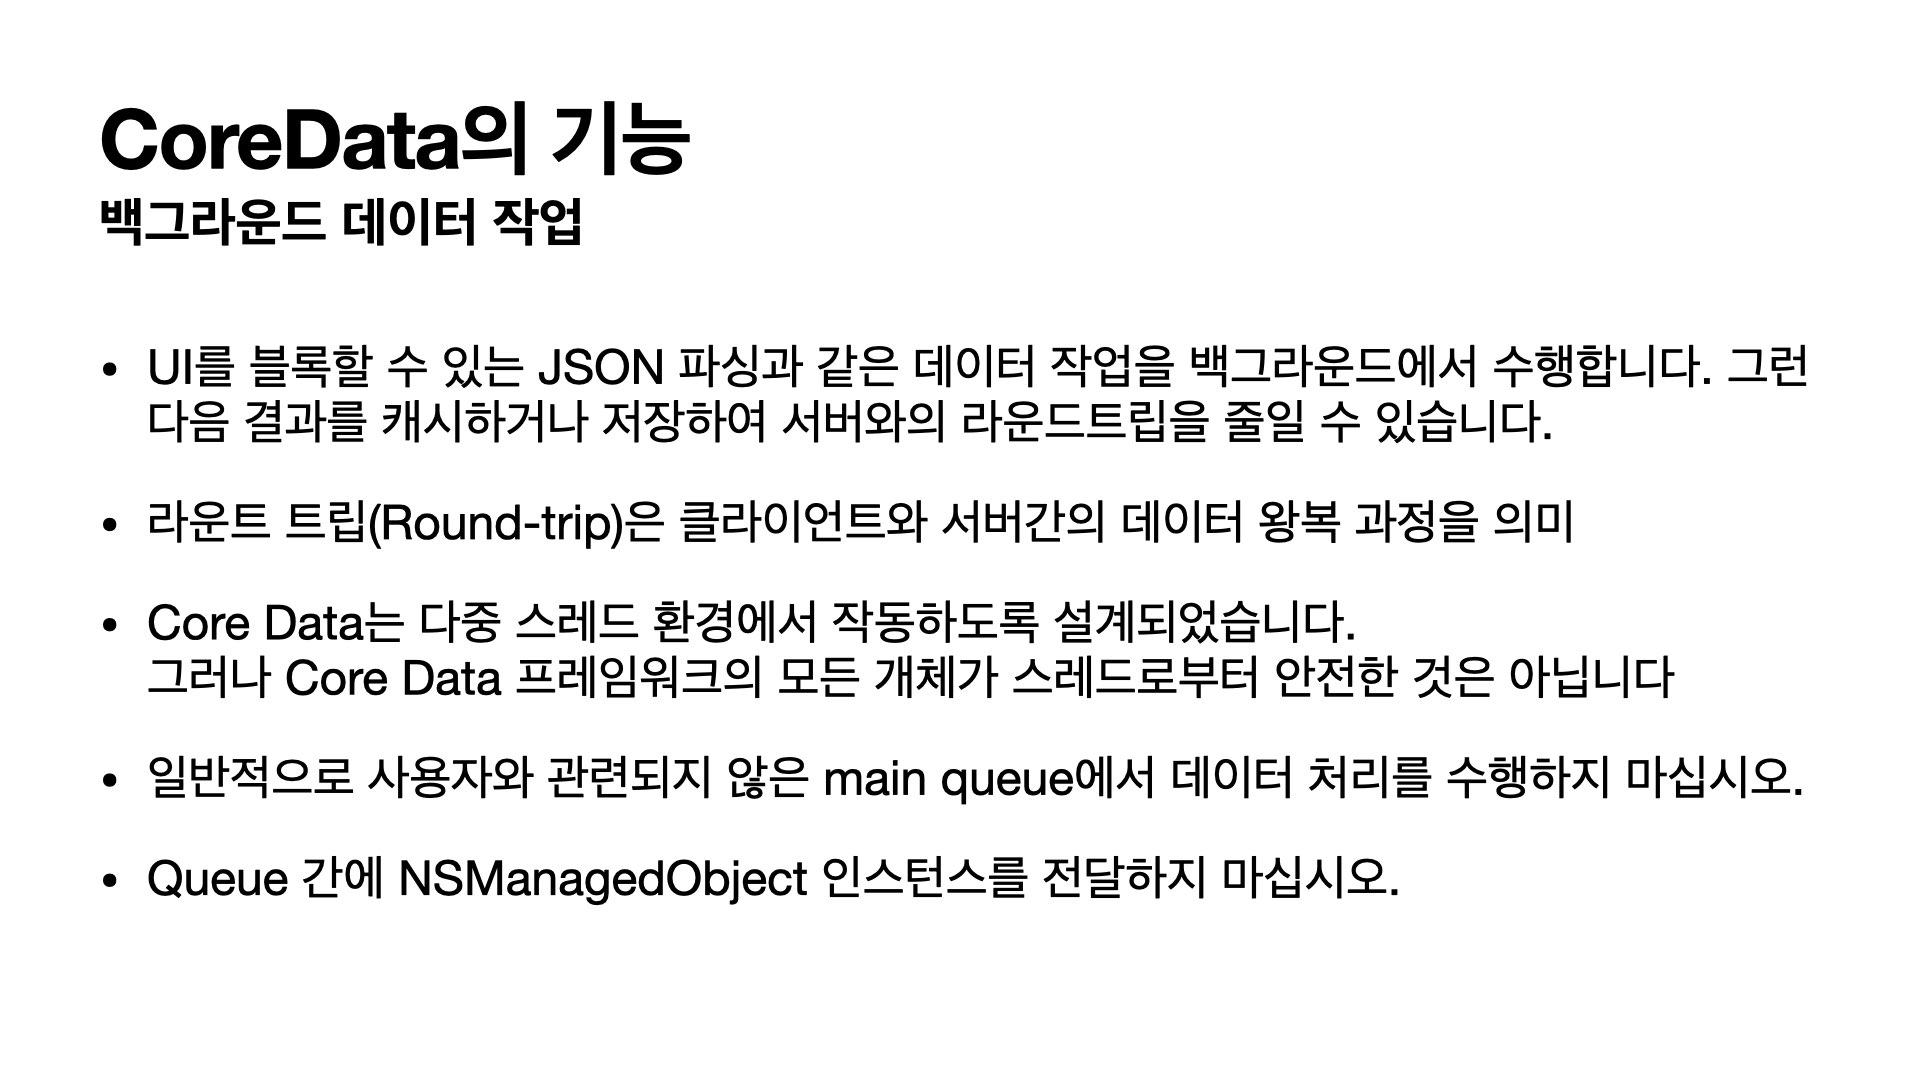 CoreData의 기능
백그라운드 데이터 작업
• UI를 블록할 수 있는 JSON 파싱과 같은 데이터 작업을 백그라운드에서 수행합니다. 그런
다음 결과를 캐시하거나 저장하여 서버와의 라운드트립을 줄일 수 있습니다.
• 라운트 트립(Round-trip)은 클라이언트와 서버간의 데이터 왕복 과정을 의미
• Core Data는 다중 스레드 환경에서 작동하도록 설계되었습니다.
그러나 Core Data 프레임워크의 모든 개체가 스레드로부터 안전한 것은 아닙니다
• 일반적으로 사용자와 관련되지 않은 main queue에서 데이터 처리를 수행하지 마십시오.
• Queue 간에 NSManagedObject 인스턴스를 전달하지 마십시오.